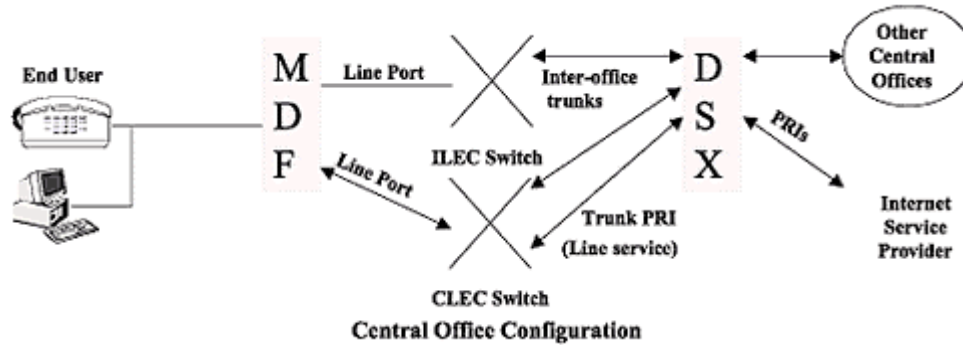 End User
M
D
F
Line Port
Line Port
ILEC Switch
CLEC Switch
Inter-office
trunks
Trunk PRI
(Line service)
D
S
X
Other
Central
Offices
PRIs
Internet
Service
Provider
Central Office Configuration